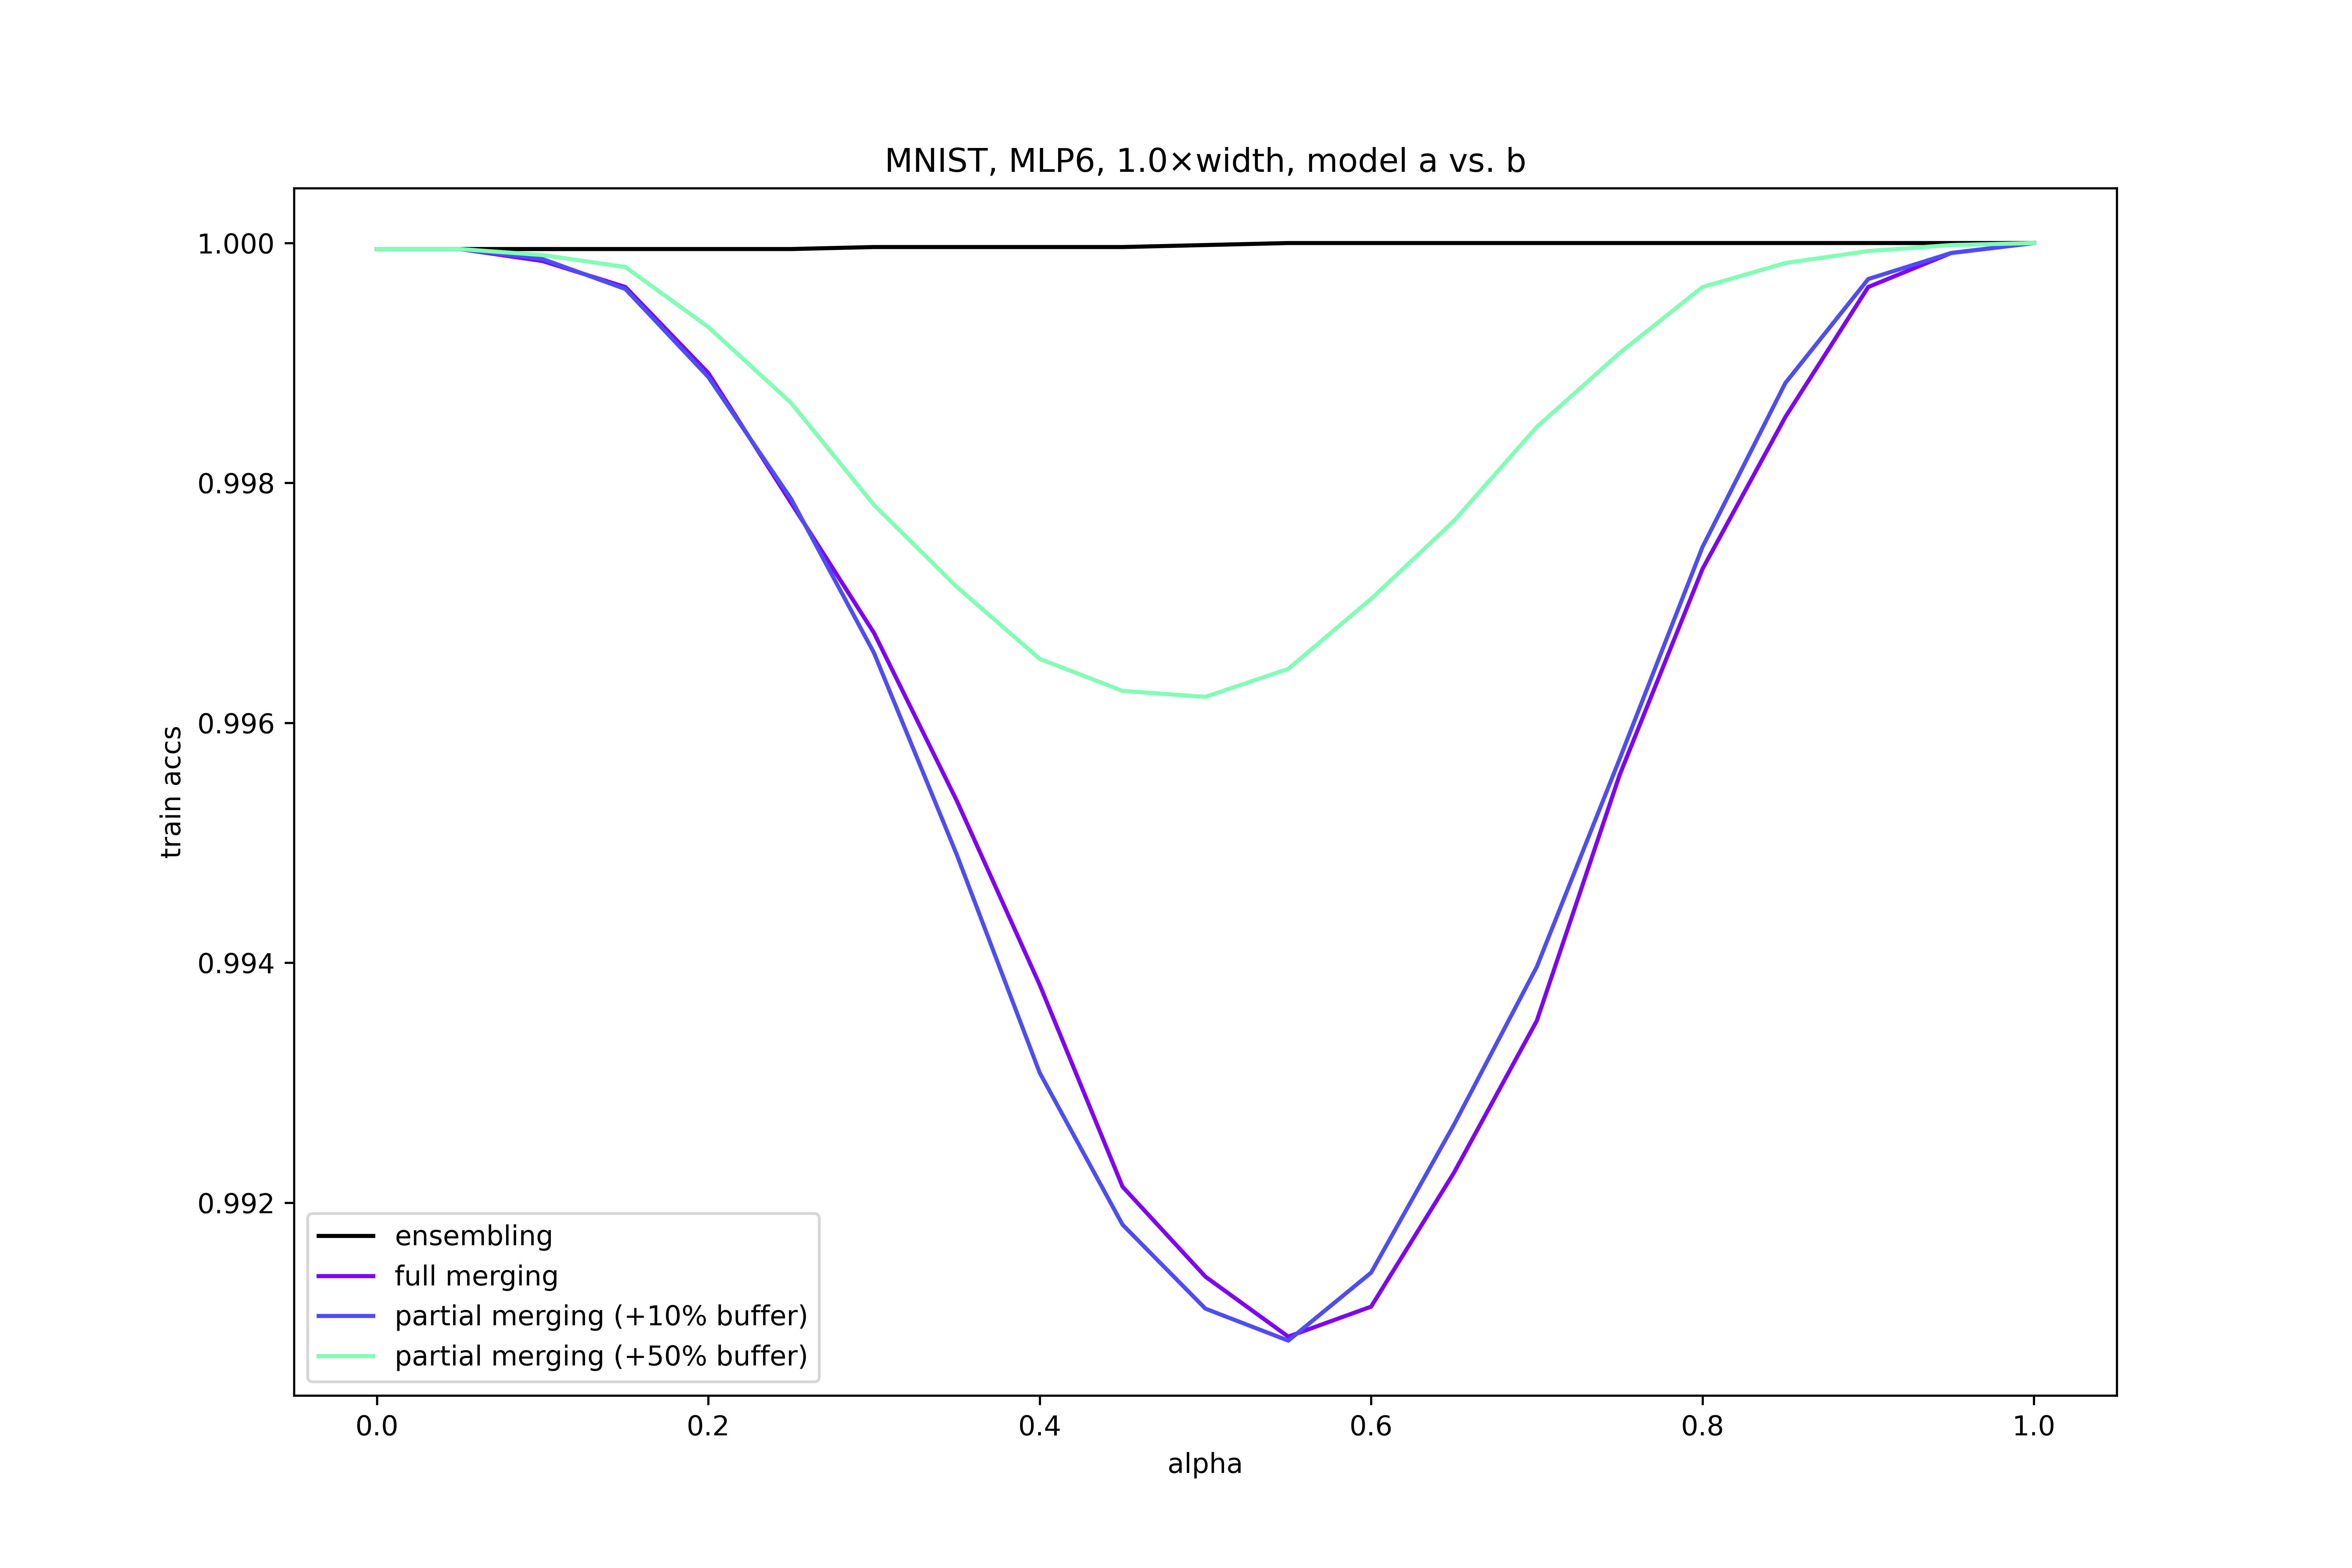 MNIST, MLP6, 1.0×width, model a vs. b
1.000
0.998
0.996
0.994
0.992
train accs
ensembling
full merging
partial merging (+10% buffer)
partial merging (+50% buffer)
0.0 0.2 0.4 0.6 0.8 1.0
alpha